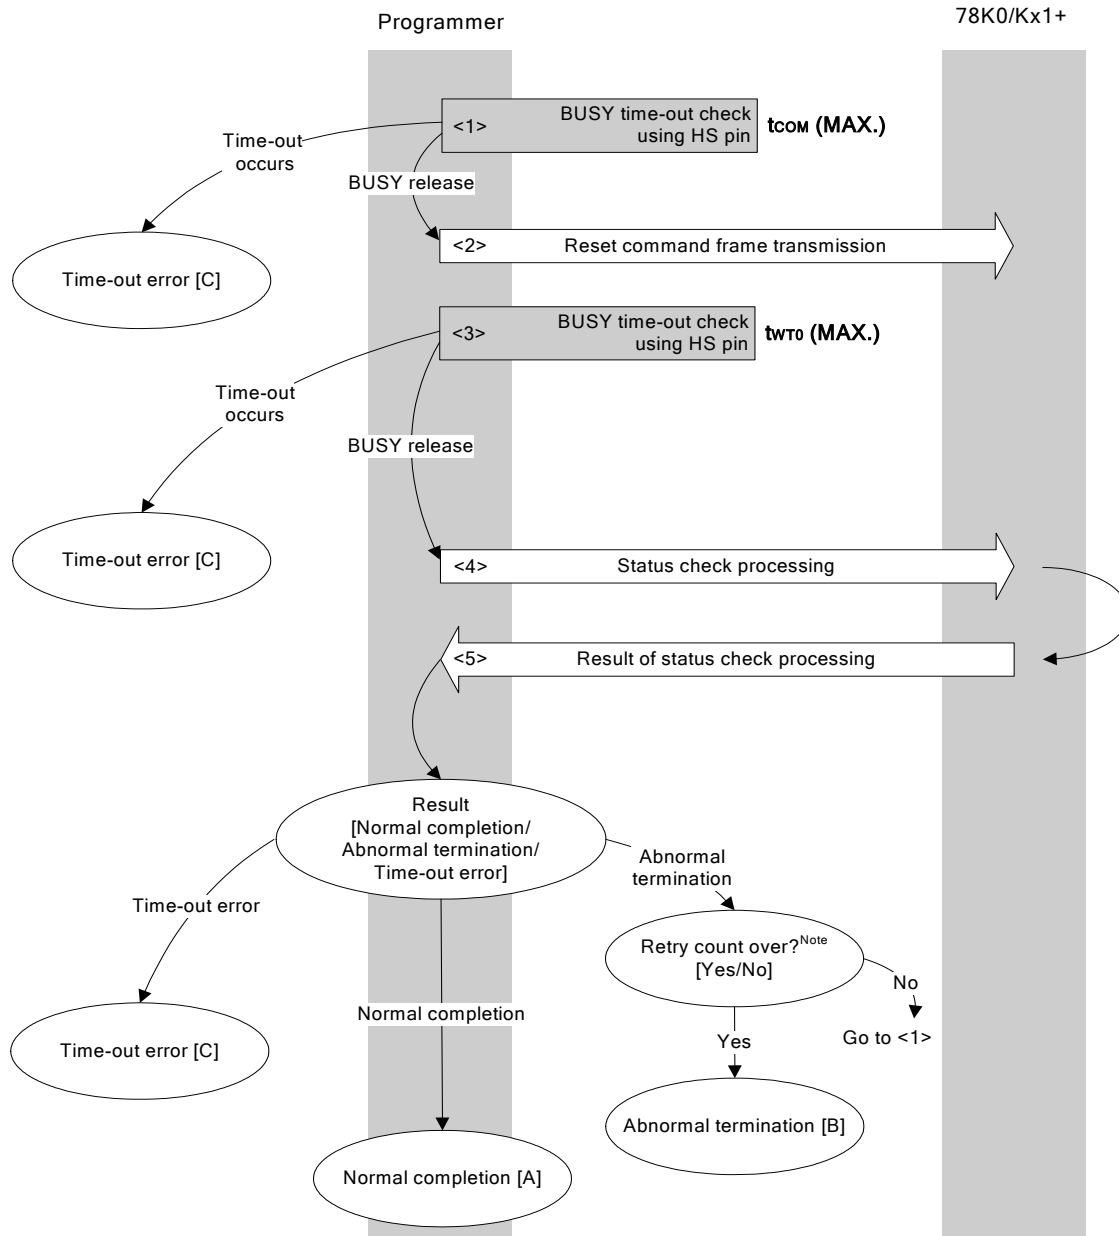 Programmer
78K0/Kx1+
<1>
BUSY time-out check
using HS pin
tCOM (MAX.)
Time-out
occurs
BUSY release
<2>
Reset command frame transmission
Time-out error [C]
<3>
BUSY time-out check
using HS pin
tWT0 (MAX.)
Time-out
occurs
BUSY release
Time-out error [C]
<4>
Status check processing
<5>
Result of status check processing
Result
[Normal completion/
Abnormal termination/
Time-out error]
Abnormal
termination
Time-out error
Retry count over?Note
[Yes/No]
No
Go to <1>
Normal completion
Yes
Time-out error [C]
Abnormal termination [B]
Normal completion [A]